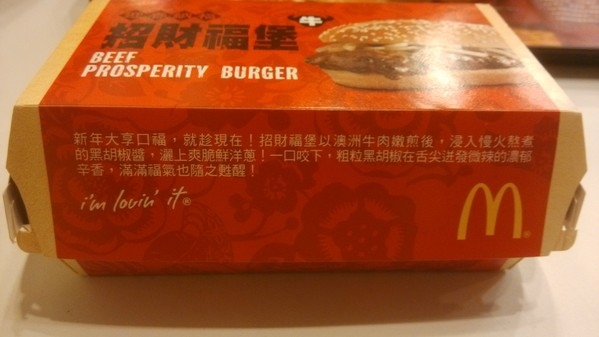 招財福堡
牛
BEEF
PROSPERITY BURGER
新年大享口福，就趁現在！招財福堡以澳洲牛肉嫩煎後，浸入慢火熬煮
的黑胡椒醬，灑上爽脆鮮洋蔥！一口咬下，粗粒黑胡椒在舌尖迸發微辣的濃郁
辛香，滿滿福氣也隨之甦醒！
i'm lovin' it®
M®